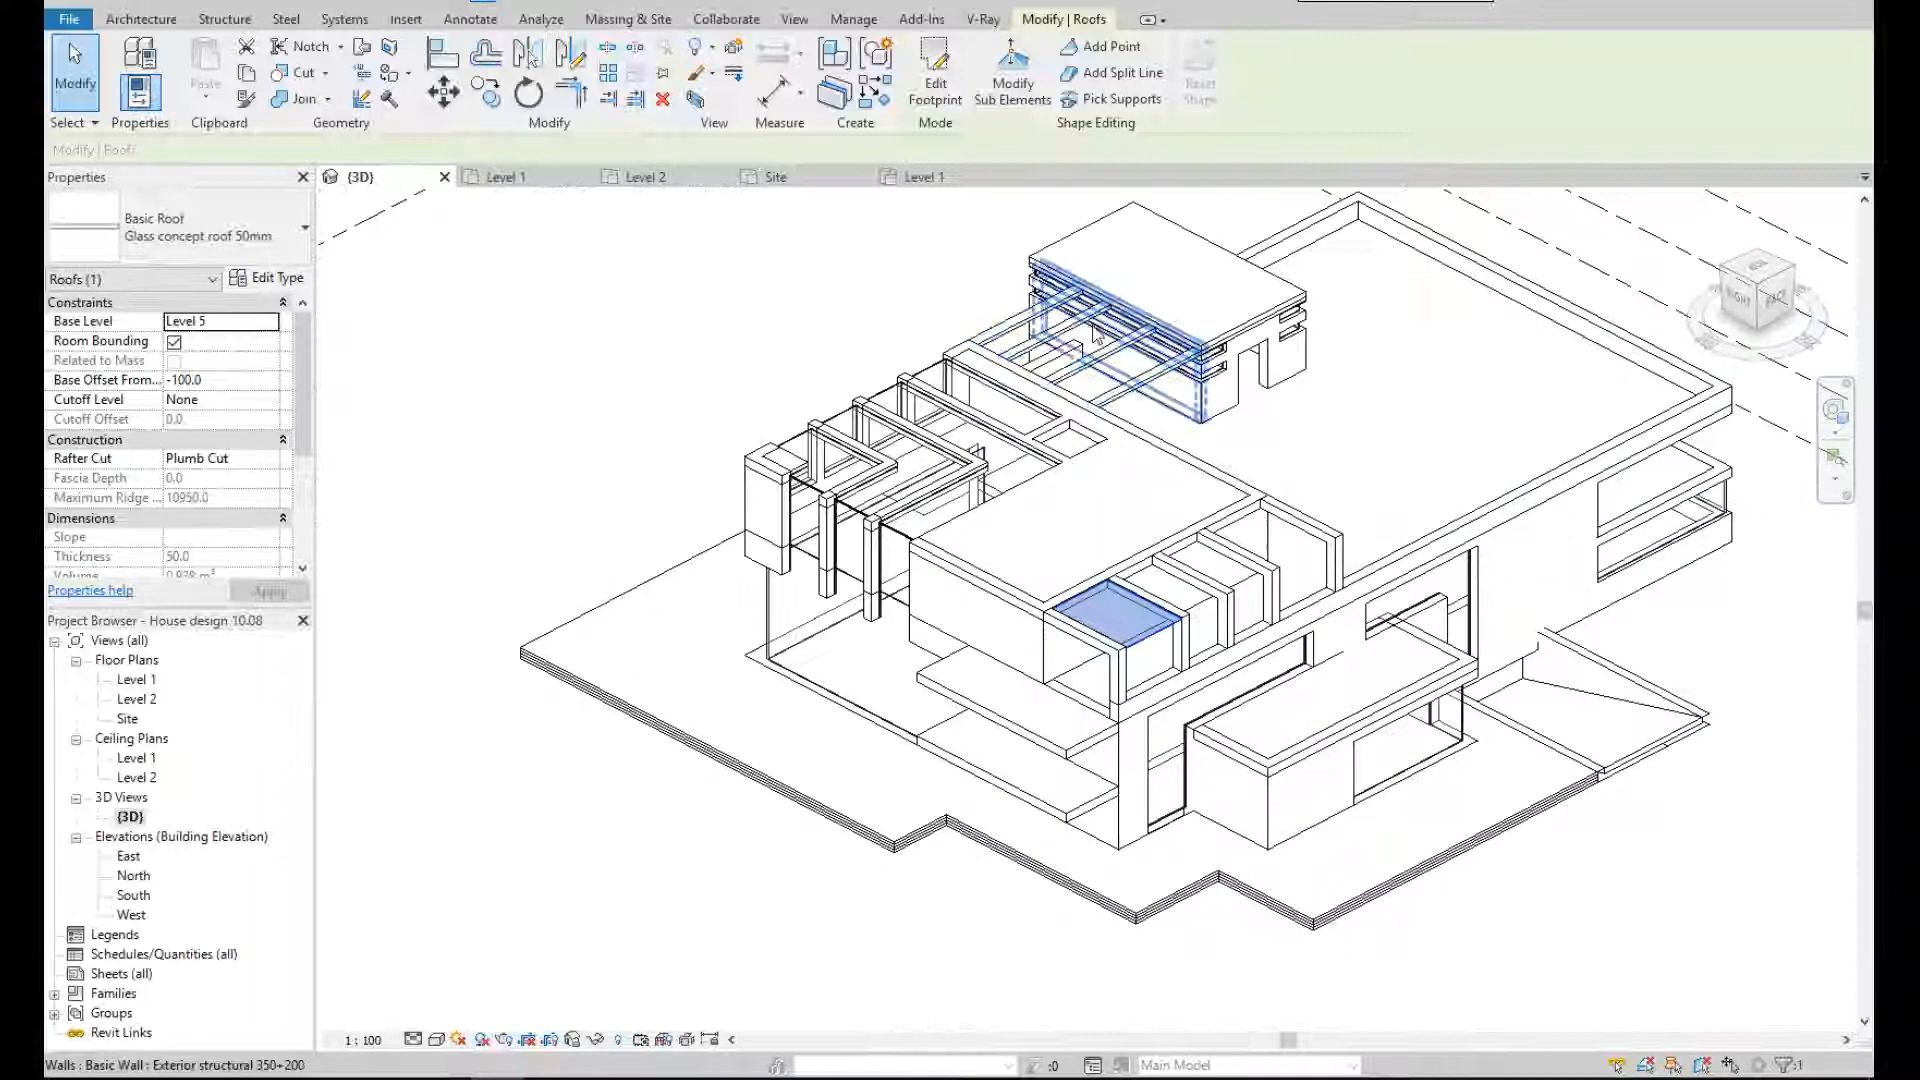 File Architecture Structure Steel Systems Insert Annotate Analyze Massing & Site Collaborate View Manage Add-Ins V-Ray Modify | Roofs
Modify
Paste
Notch
Cut
Join
Edit Footprint
Modify Sub Elements
Add Point
Add Split Line
Pick Supports
Reset Shape
Select Properties Clipboard Geometry Modify View Measure Create Mode Shape Editing
Modify | Roofs
Properties
{3D} Level 1 Level 2 Site Level 1
Basic Roof
Glass concept roof 50mm
Roofs (1) Edit Type
Constraints
Base Level Level 5
Room Bounding
Related to Mass
Base Offset From... -100.0
Cutoff Level None
Cutoff Offset 0.0
Construction
Rafter Cut Plumb Cut
Fascia Depth 0.0
Maximum Ridge ... 10950.0
Dimensions
Slope
Thickness 50.0
Volume 0.928 m³
Properties help Apply
Project Browser - House design 10.08
Views (all)
Floor Plans
Level 1
Level 2
Site
Ceiling Plans
Level 1
Level 2
3D Views
{3D}
Elevations (Building Elevation)
East
North
South
West
Legends
Schedules/Quantities (all)
Sheets (all)
Families
Groups
Revit Links
RIGHT
1 : 100
Walls : Basic Wall : Exterior structural 350+200
:0
Main Model
:1